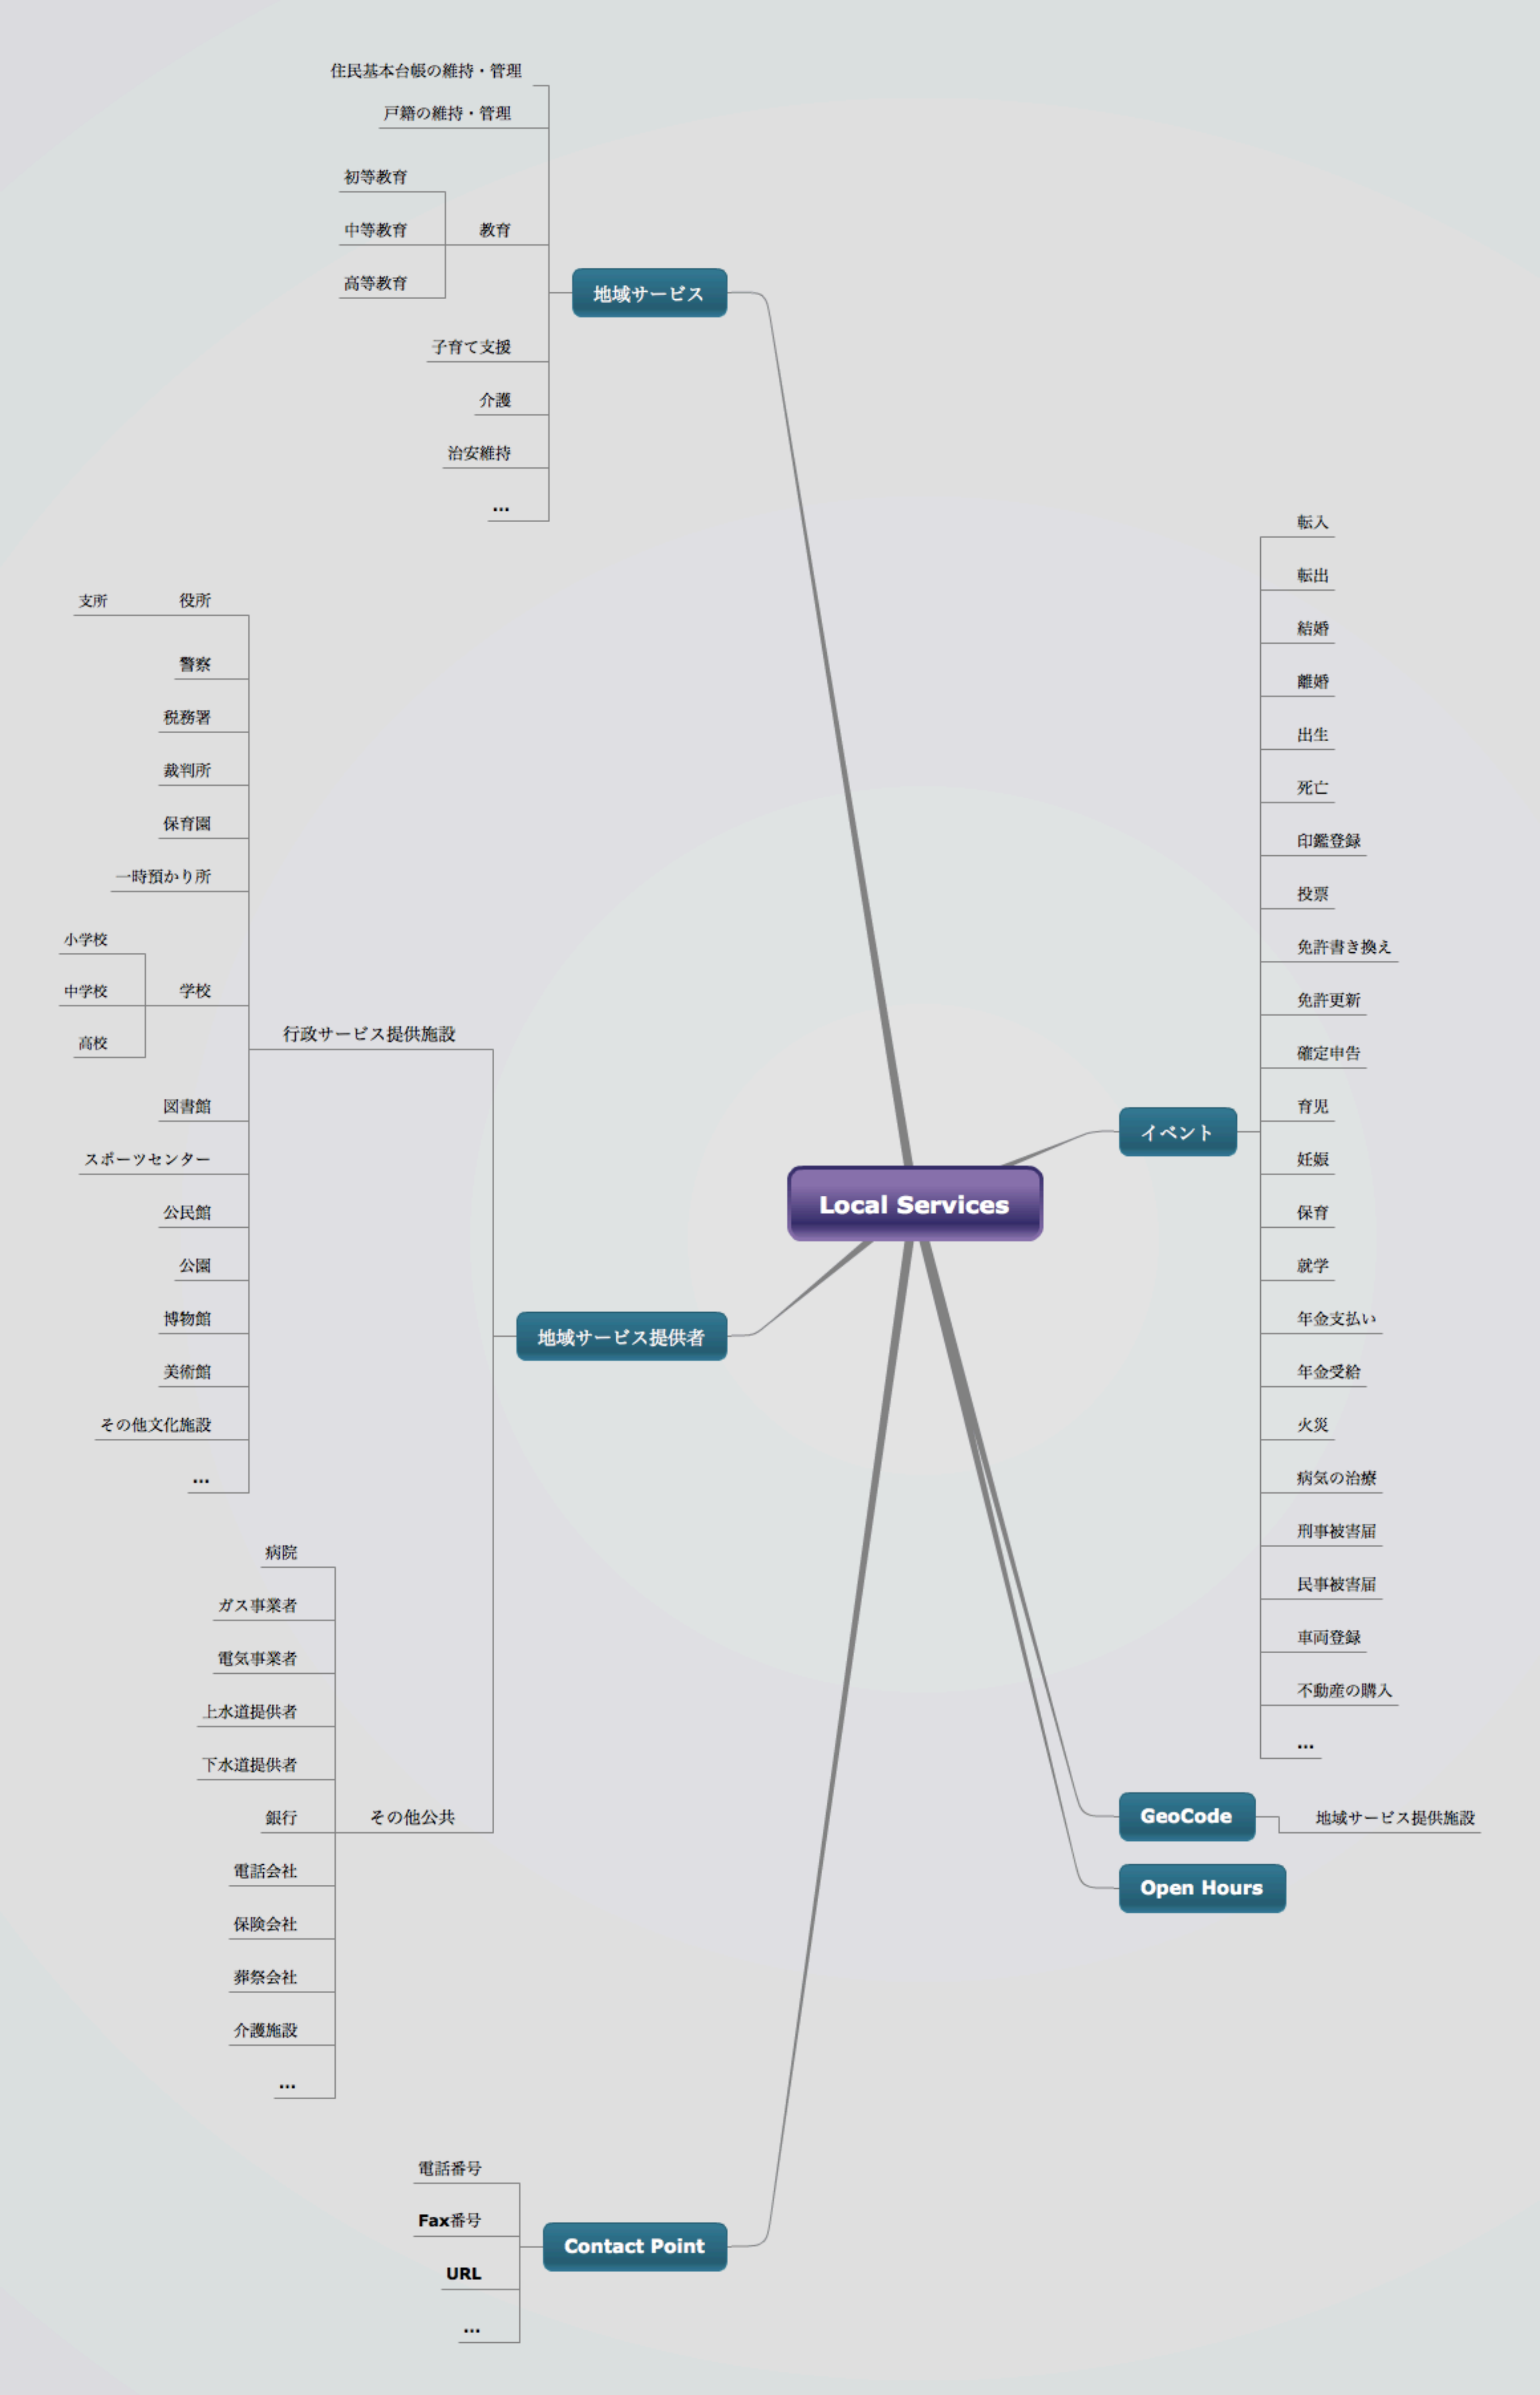 住民基本台帳の維持・管理
戸籍の維持・管理
初等教育
中等教育
高等教育
教育
子育て支援
介護
治安維持
...
地域サービス
支所
役所
警察
税務署
裁判所
保育園
一時預かり所
小学校
中学校
高校
学校
図書館
スポーツセンター
公民館
公園
博物館
美術館
その他文化施設
...
行政サービス提供施設
病院
ガス事業者
電気事業者
上水道提供者
下水道提供者
銀行
電話会社
保険会社
葬祭会社
介護施設
...
その他公共
地域サービス提供者
電話番号
Fax番号
URL
...
Contact Point
Local Services
イベント
転入
転出
結婚
離婚
出生
死亡
印鑑登録
投票
免許書き換え
免許更新
確定申告
育児
妊娠
保育
就学
年金支払い
年金受給
火災
病気の治療
刑事被害届
民事被害届
車両登録
不動産の購入
...
GeoCode
地域サービス提供施設
Open Hours